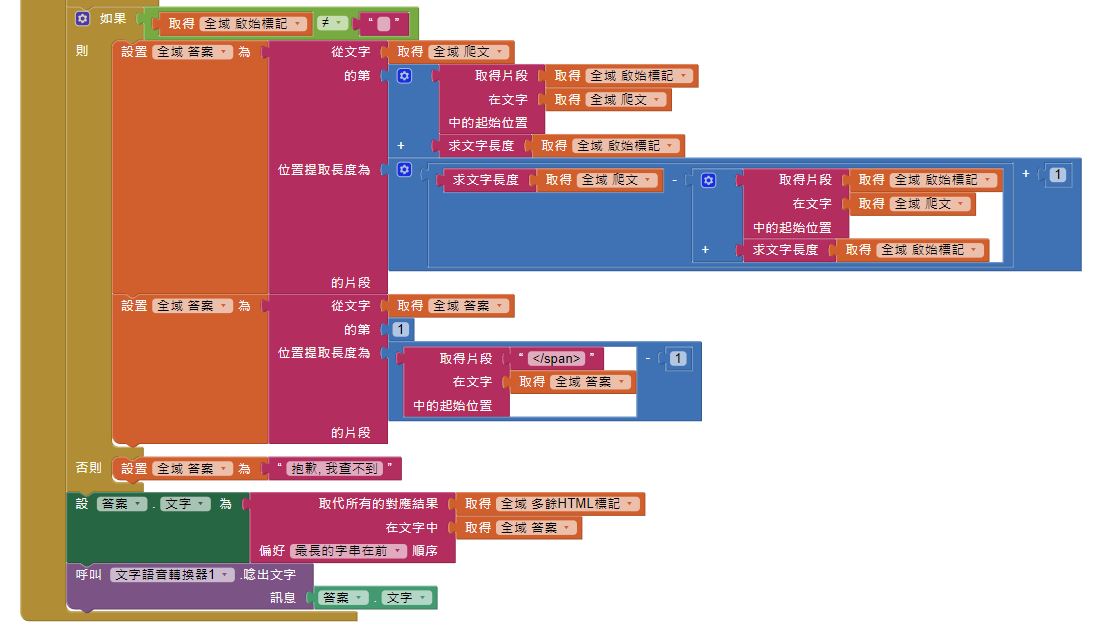 如果 取得 全域 啟始標記 ≠ “ ”
則 設置 全域 答案 為 從文字 取得 全域 爬文
的第 取得片段 取得 全域 啟始標記
在文字 取得 全域 爬文
中的起始位置
+ 求文字長度 取得 全域 啟始標記
位置提取長度為 求文字長度 取得 全域 爬文 - 取得片段 取得 全域 啟始標記 + 1
在文字 取得 全域 爬文
中的起始位置
+ 求文字長度 取得 全域 啟始標記
的片段
設置 全域 答案 為 從文字 取得 全域 答案
的第 1
位置提取長度為 取得片段 “ </span> ” - 1
在文字 取得 全域 答案
中的起始位置
的片段
否則 設置 全域 答案 為 “ 抱歉, 我查不到 ”
設 答案 . 文字 為 取代所有的對應結果 取得 全域 多餘HTML標記
在文字中 取得 全域 答案
偏好 最長的字串在前 順序
呼叫 文字語音轉換器1 .唸出文字
訊息 答案 . 文字